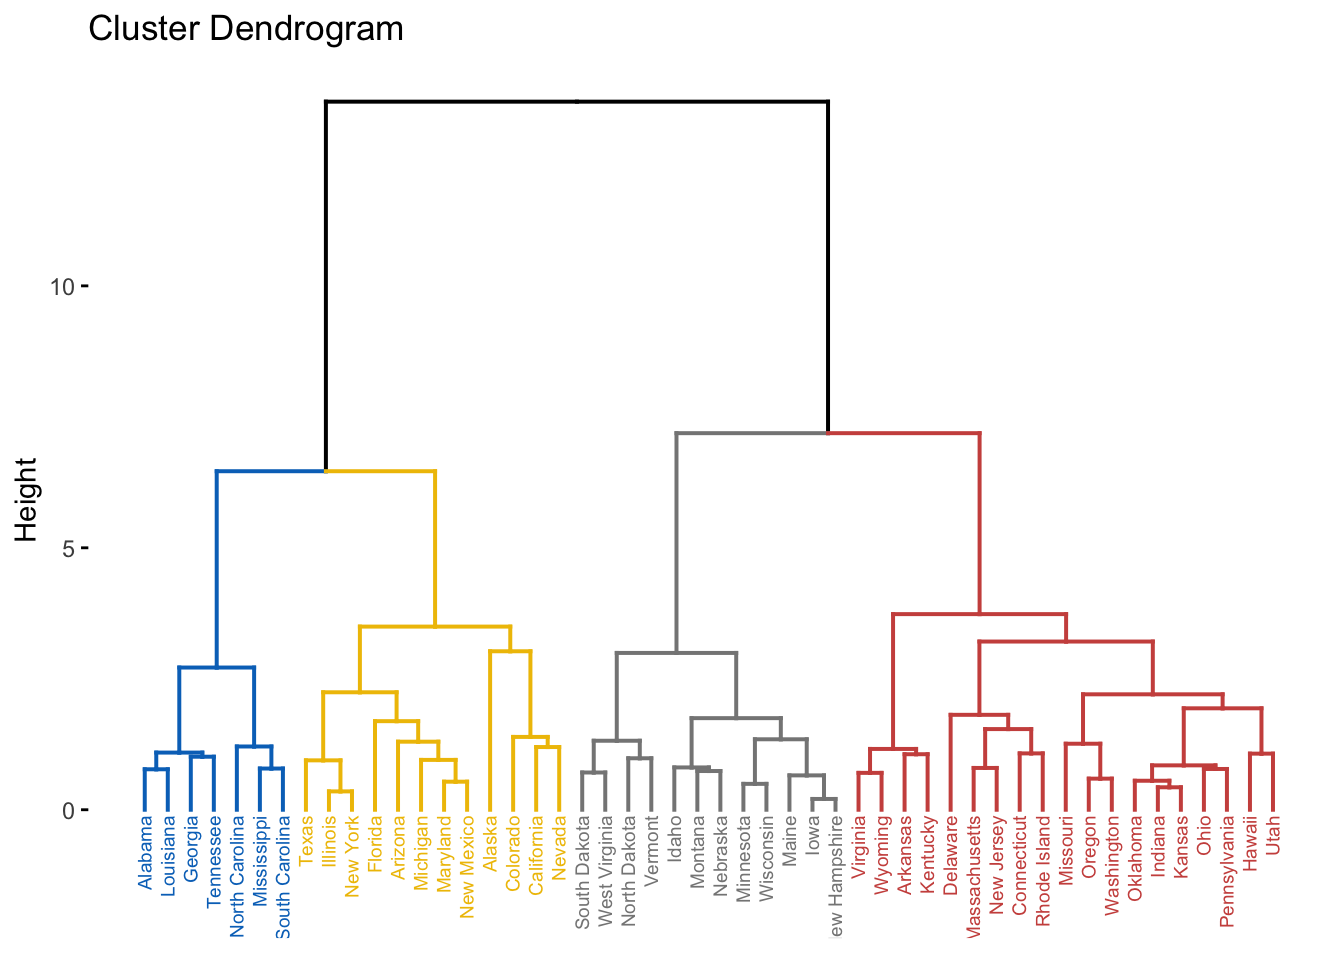 Cluster Dendrogram
10
5
0
Height
Alabama
Louisiana
Georgia
Tennessee
North Carolina
Mississippi
South Carolina
Texas
Illinois
New York
Florida
Arizona
Michigan
Maryland
New Mexico
Alaska
Colorado
California
Nevada
South Dakota
West Virginia
North Dakota
Vermont
Idaho
Montana
Nebraska
Minnesota
Wisconsin
Maine
Iowa
ew Hampshire
Virginia
Wyoming
Arkansas
Kentucky
Delaware
Massachusetts
New Jersey
Connecticut
Rhode Island
Missouri
Oregon
Washington
Oklahoma
Indiana
Kansas
Ohio
Pennsylvania
Hawaii
Utah